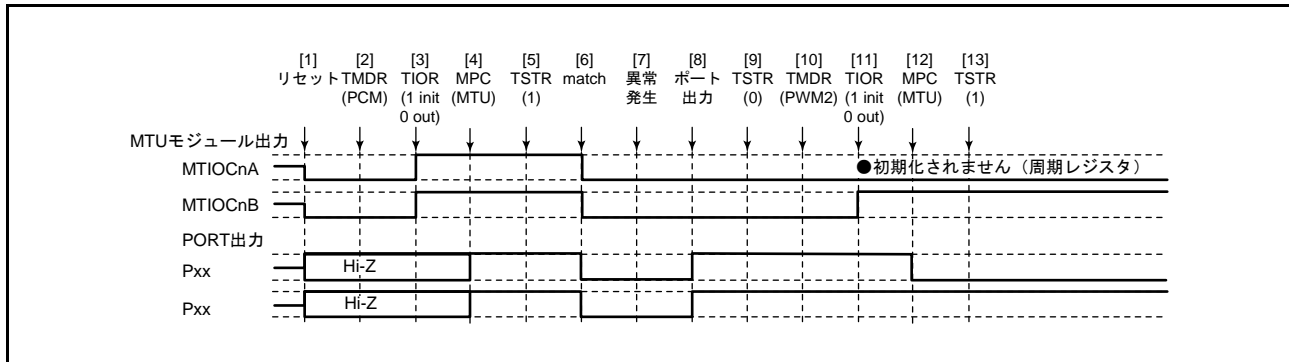 [1] [2] [3] [4] [5] [6] [7] [8] [9] [10] [11] [12] [13]
リセット TMDR TIOR MPC TSTR match 異常 ポート TSTR TMDR TIOR MPC TSTR
(PCM) (1 init (MTU) (1) 発生 出力 (0) (PWM2) (1 init (MTU) (1)
0 out) 0 out)
MTUモジュール出力
MTIOCnA ●初期化されません（周期レジスタ）
MTIOCnB
PORT出力
Pxx Hi-Z
Pxx Hi-Z